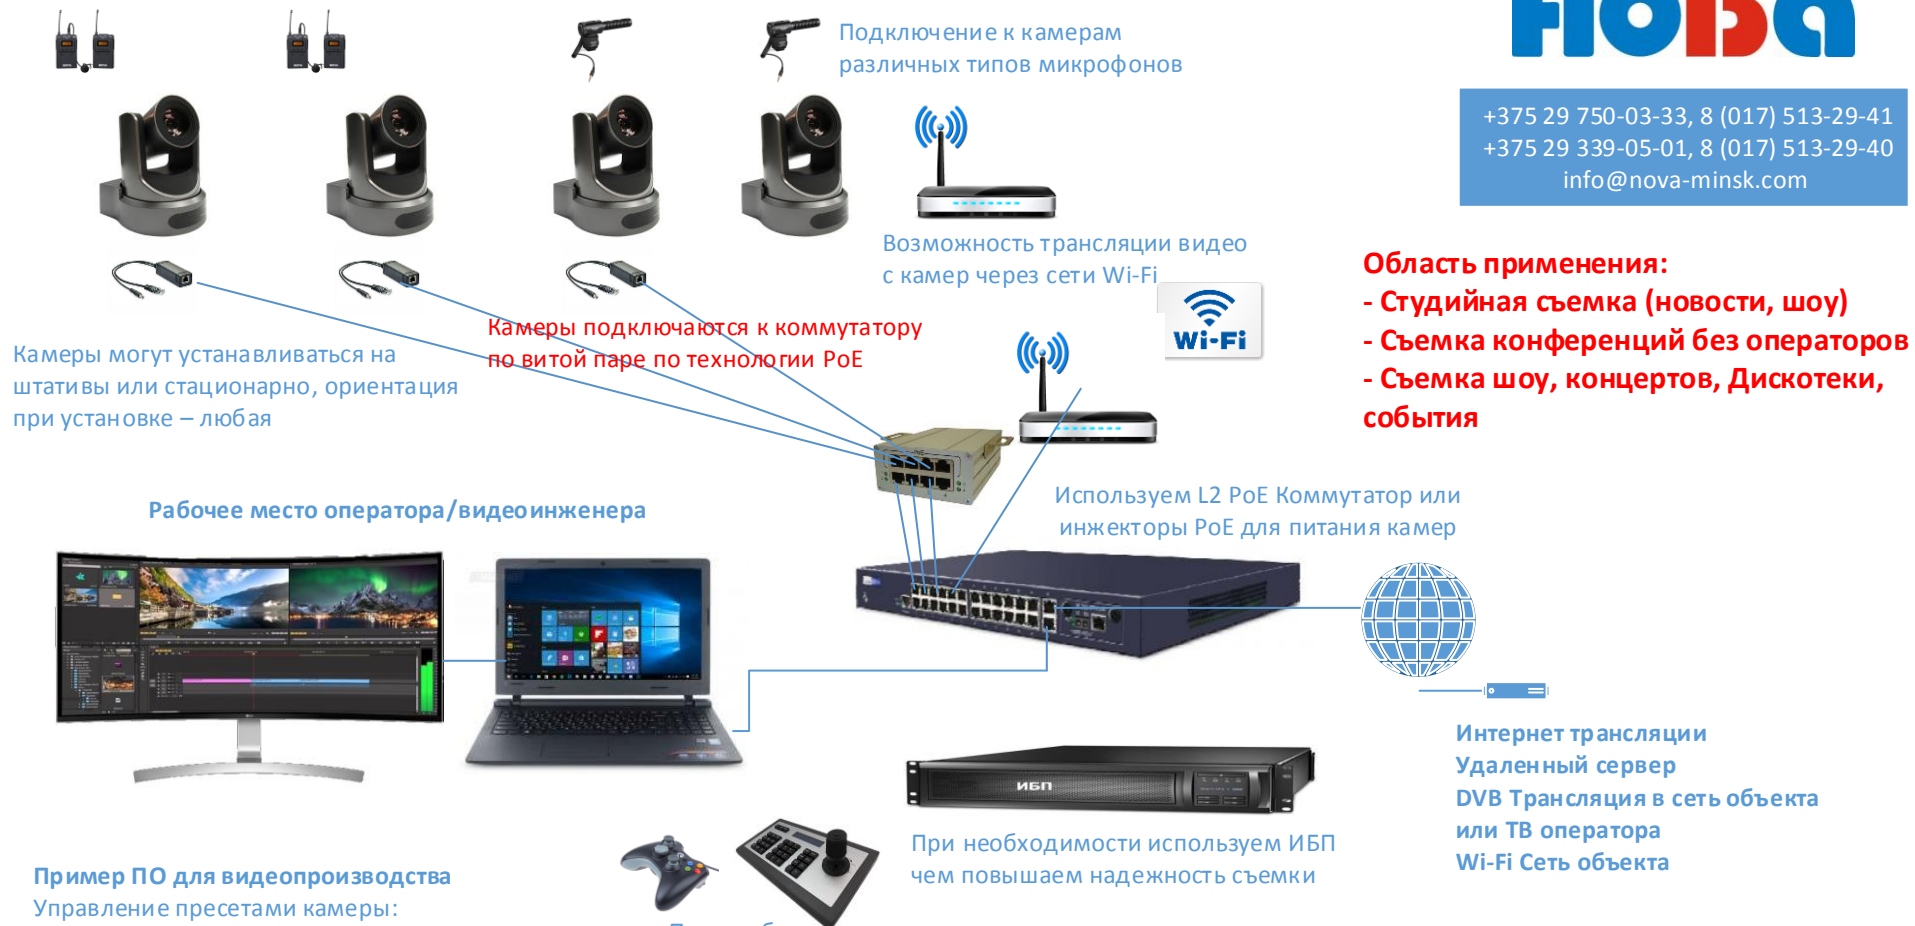 Подключение к камерам
различных типов микрофонов
нова
+375 29 750-03-33, 8 (017) 513-29-41
+375 29 339-05-01, 8 (017) 513-29-40
info@nova-minsk.com
Возможность трансляции видео
с камер через сети Wi-Fi
Wi-Fi
Область применения:
- Студийная съемка (новости, шоу)
- Съемка конференций без операторов
- Съемка шоу, концертов, Дискотеки,
события
Камеры подключаются к коммутатору
по витой паре по технологии PoE
Камеры могут устанавливаться на
штативы или стационарно, ориентация
при установке – любая
Рабочее место оператора/видеоинженера
Используем L2 PoE Коммутатор или
инжекторы PoE для питания камер
Интернет трансляции
Удаленный сервер
DVB Трансляция в сеть объекта
или ТВ оператора
Wi-Fi Сеть объекта
ИБП
При необходимости используем ИБП
чем повышаем надежность съемки
Пример ПО для видеопроизводства
Управление пресетами камеры: